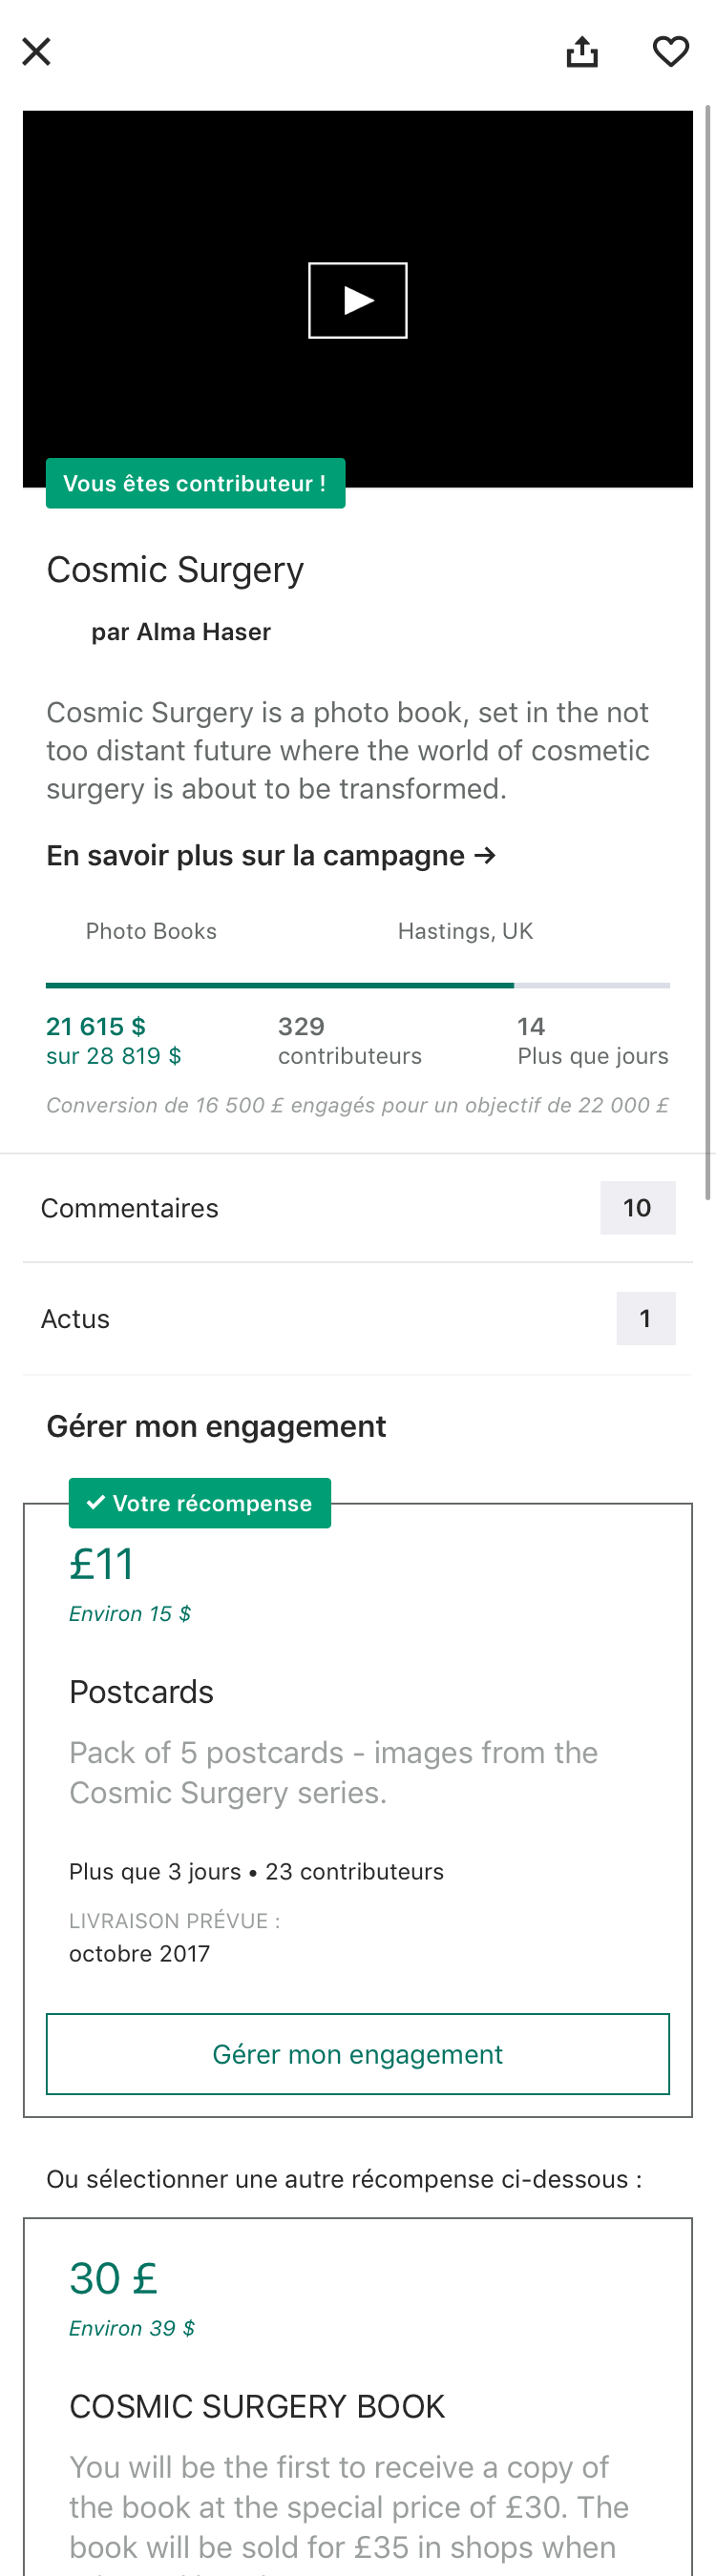 Vous êtes contributeur !
Cosmic Surgery
par Alma Haser
Cosmic Surgery is a photo book, set in the not
too distant future where the world of cosmetic
surgery is about to be transformed.
En savoir plus sur la campagne →
Photo Books Hastings, UK
21 615 $ 329 14
sur 28 819 $ contributeurs Plus que jours
Conversion de 16 500 £ engagés pour un objectif de 22 000 £
Commentaires 10
Actus 1
Gérer mon engagement
✓ Votre récompense
£11
Environ 15 $
Postcards
Pack of 5 postcards - images from the
Cosmic Surgery series.
Plus que 3 jours • 23 contributeurs
LIVRAISON PRÉVUE :
octobre 2017
Gérer mon engagement
Ou sélectionner une autre récompense ci-dessous :
30 £
Environ 39 $
COSMIC SURGERY BOOK
You will be the first to receive a copy of
the book at the special price of £30. The
book will be sold for £35 in shops when